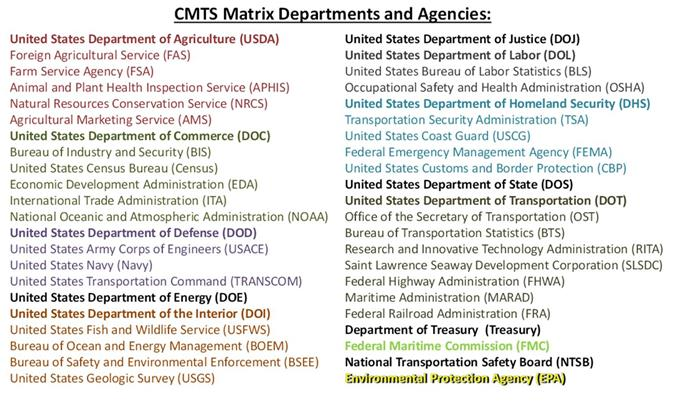 CMTS Matrix Departments and Agencies:
United States Department of Agriculture (USDA)
Foreign Agricultural Service (FAS)
Farm Service Agency (FSA)
Animal and Plant Health Inspection Service (APHIS)
Natural Resources Conservation Service (NRCS)
Agricultural Marketing Service (AMS)
United States Department of Commerce (DOC)
Bureau of Industry and Security (BIS)
United States Census Bureau (Census)
Economic Development Administration (EDA)
International Trade Administration (ITA)
National Oceanic and Atmospheric Administration (NOAA)
United States Department of Defense (DOD)
United States Army Corps of Engineers (USACE)
United States Navy (Navy)
United States Transportation Command (TRANSCOM)
United States Department of Energy (DOE)
United States Department of the Interior (DOI)
United States Fish and Wildlife Service (USFWS)
Bureau of Ocean and Energy Management (BOEM)
Bureau of Safety and Environmental Enforcement (BSEE)
United States Geologic Survey (USGS)
United States Department of Justice (DOJ)
United States Department of Labor (DOL)
United States Bureau of Labor Statistics (BLS)
Occupational Safety and Health Administration (OSHA)
United States Department of Homeland Security (DHS)
Transportation Security Administration (TSA)
United States Coast Guard (USCG)
Federal Emergency Management Agency (FEMA)
United States Customs and Border Protection (CBP)
United States Department of State (DOS)
United States Department of Transportation (DOT)
Office of the Secretary of Transportation (OST)
Bureau of Transportation Statistics (BTS)
Research and Innovative Technology Administration (RITA)
Saint Lawrence Seaway Development Corporation (SLSDC)
Federal Highway Administration (FHWA)
Maritime Administration (MARAD)
Federal Railroad Administration (FRA)
Department of Treasury (Treasury)
Federal Maritime Commission (FMC)
National Transportation Safety Board (NTSB)
Environmental Protection Agency (EPA)